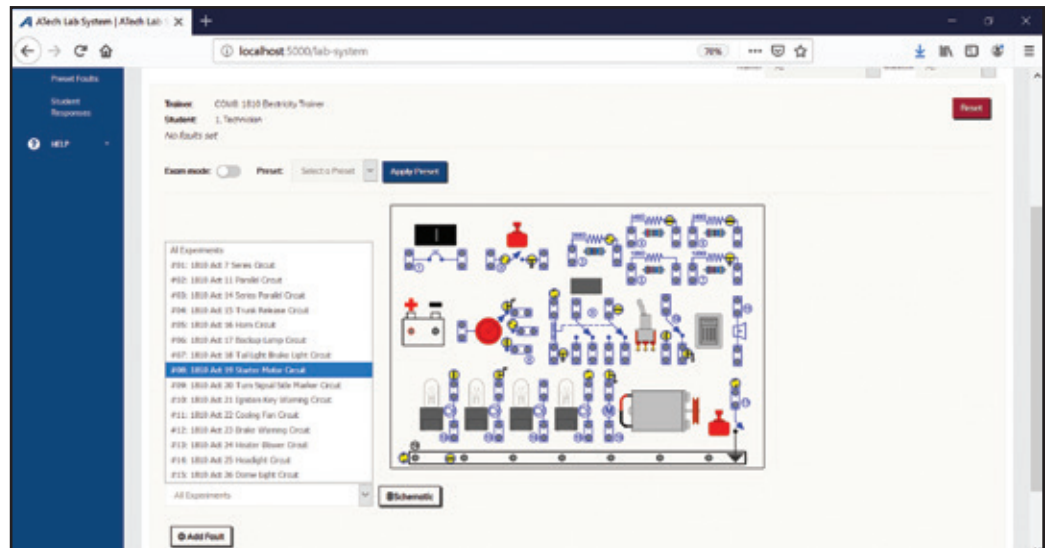 ATech Lab System | ATech Lab S
localhost:5000/lab-system
70%
Preset Faults
Student
Responses
HELP
Trainer: COMB: 1810 Electricity Trainer
Student: 1. Technician
No faults set
Reset
Exam mode: Preset: Select a Preset Apply Preset
All Experiments
#01: 1810 Act 7 Series Circuit
#02: 1810 Act 11 Parallel Circuit
#03: 1810 Act 14 Series Parallel Circuit
#04: 1810 Act 15 Trunk Release Circuit
#05: 1810 Act 16 Horn Circuit
#06: 1810 Act 17 Backup Lamp Circuit
#07: 1810 Act 18 Taillight Brake Light Circuit
#08: 1810 Act 19 Starter Motor Circuit
#09: 1810 Act 20 Turn Signal Side Marker Circuit
#10: 1810 Act 21 Ignition Key Warning Circuit
#11: 1810 Act 22 Cooling Fan Circuit
#12: 1810 Act 23 Brake Warning Circuit
#13: 1810 Act 24 Heater Blower Circuit
#14: 1810 Act 25 Headlight Circuit
#15: 1810 Act 26 Dome Light Circuit
All Experiments
Schematic
Add Fault